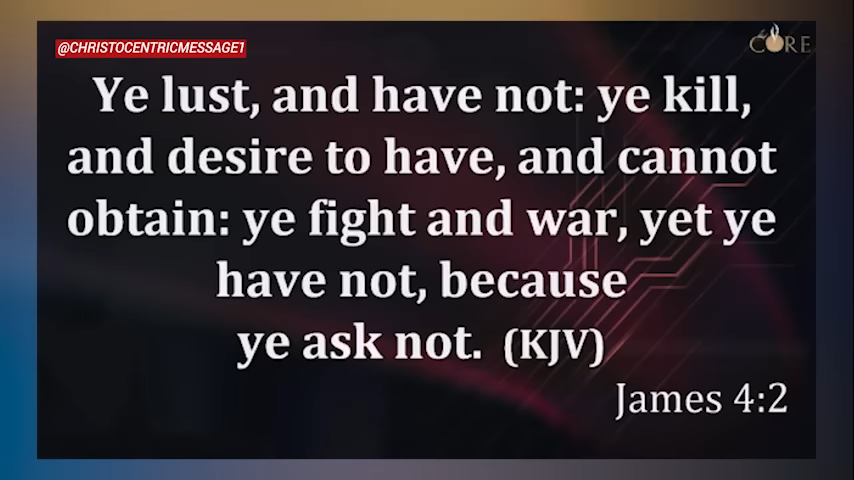 @CHRISTOCENTRICMESSAGE1
CORE
Ye lust, and have not: ye kill,
and desire to have, and cannot
obtain: ye fight and war, yet ye
have not, because
ye ask not. (KJV)
James 4:2